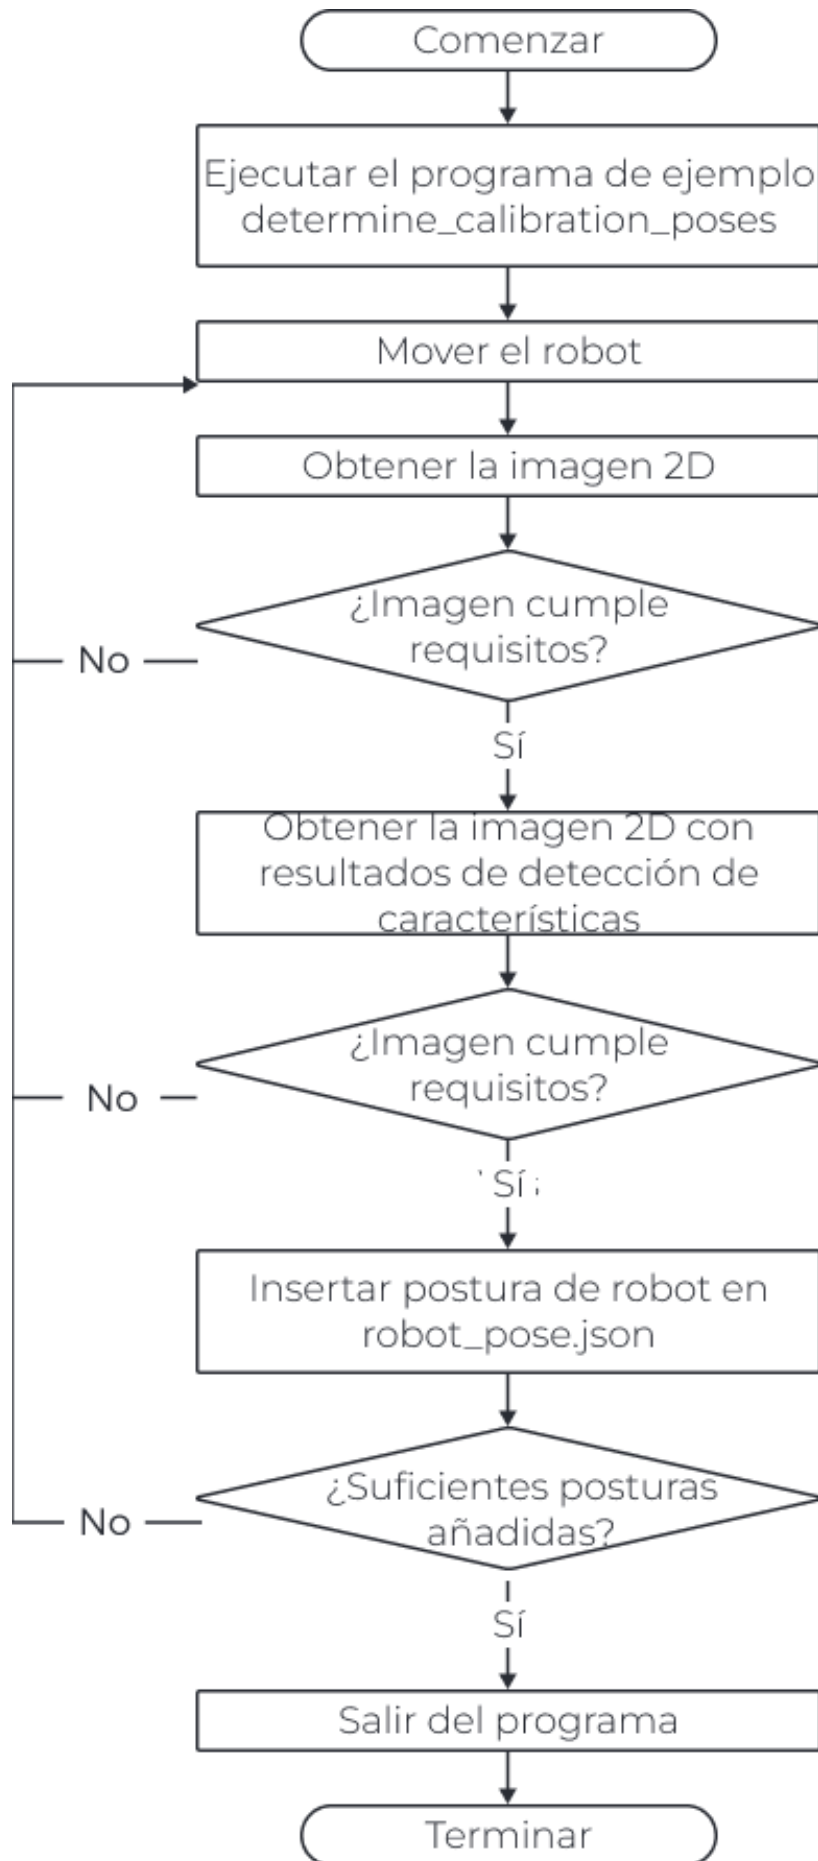 Comenzar
Ejecutar el programa de ejemplo
determine_calibration_poses
Mover el robot
Obtener la imagen 2D
¿Imagen cumple
requisitos?
No
Sí
Obtener la imagen 2D con
resultados de detección de
características
¿Imagen cumple
requisitos?
No
Sí
Insertar postura de robot en
robot_pose.json
¿Suficientes posturas
añadidas?
No
Sí
Salir del programa
Terminar